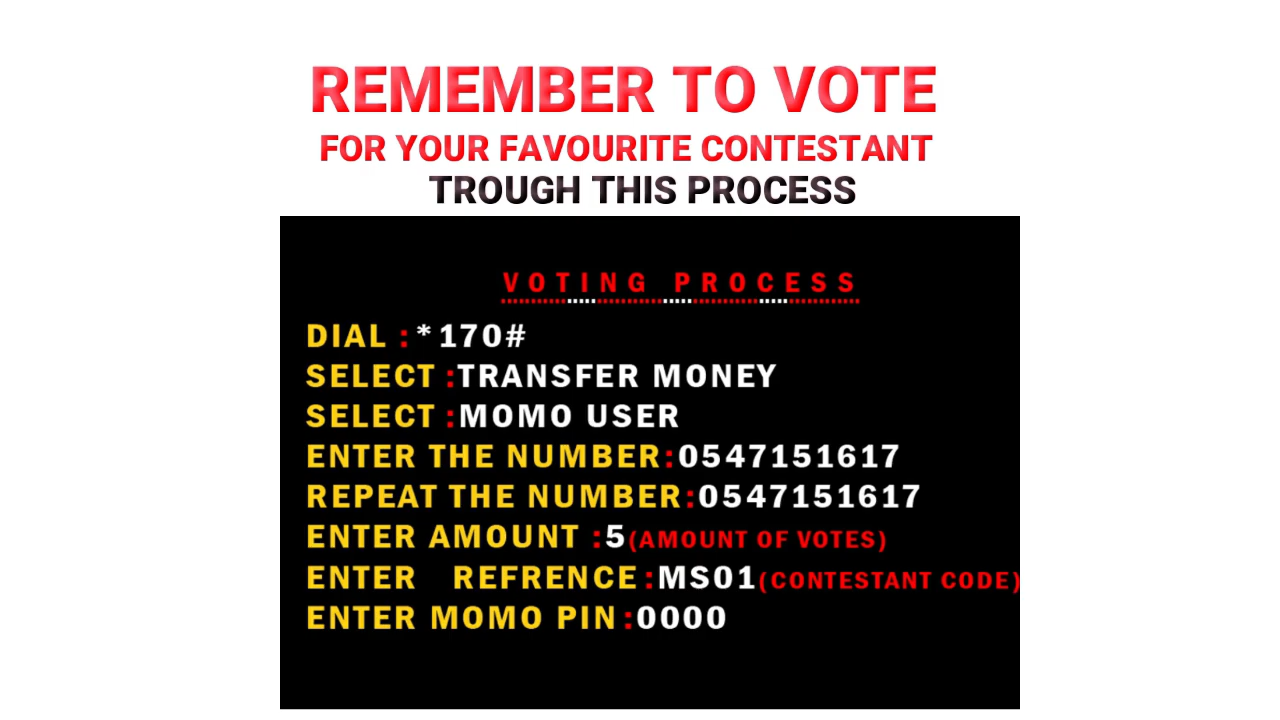 REMEMBER TO VOTE
FOR YOUR FAVOURITE CONTESTANT
TROUGH THIS PROCESS
VOTING PROCESS
DIAL :*170#
SELECT :TRANSFER MONEY
SELECT :MOMO USER
ENTER THE NUMBER:0547151617
REPEAT THE NUMBER:0547151617
ENTER AMOUNT :5(AMOUNT OF VOTES)
ENTER REFRENCE :MS01(CONTESTANT CODE)
ENTER MOMO PIN :0000